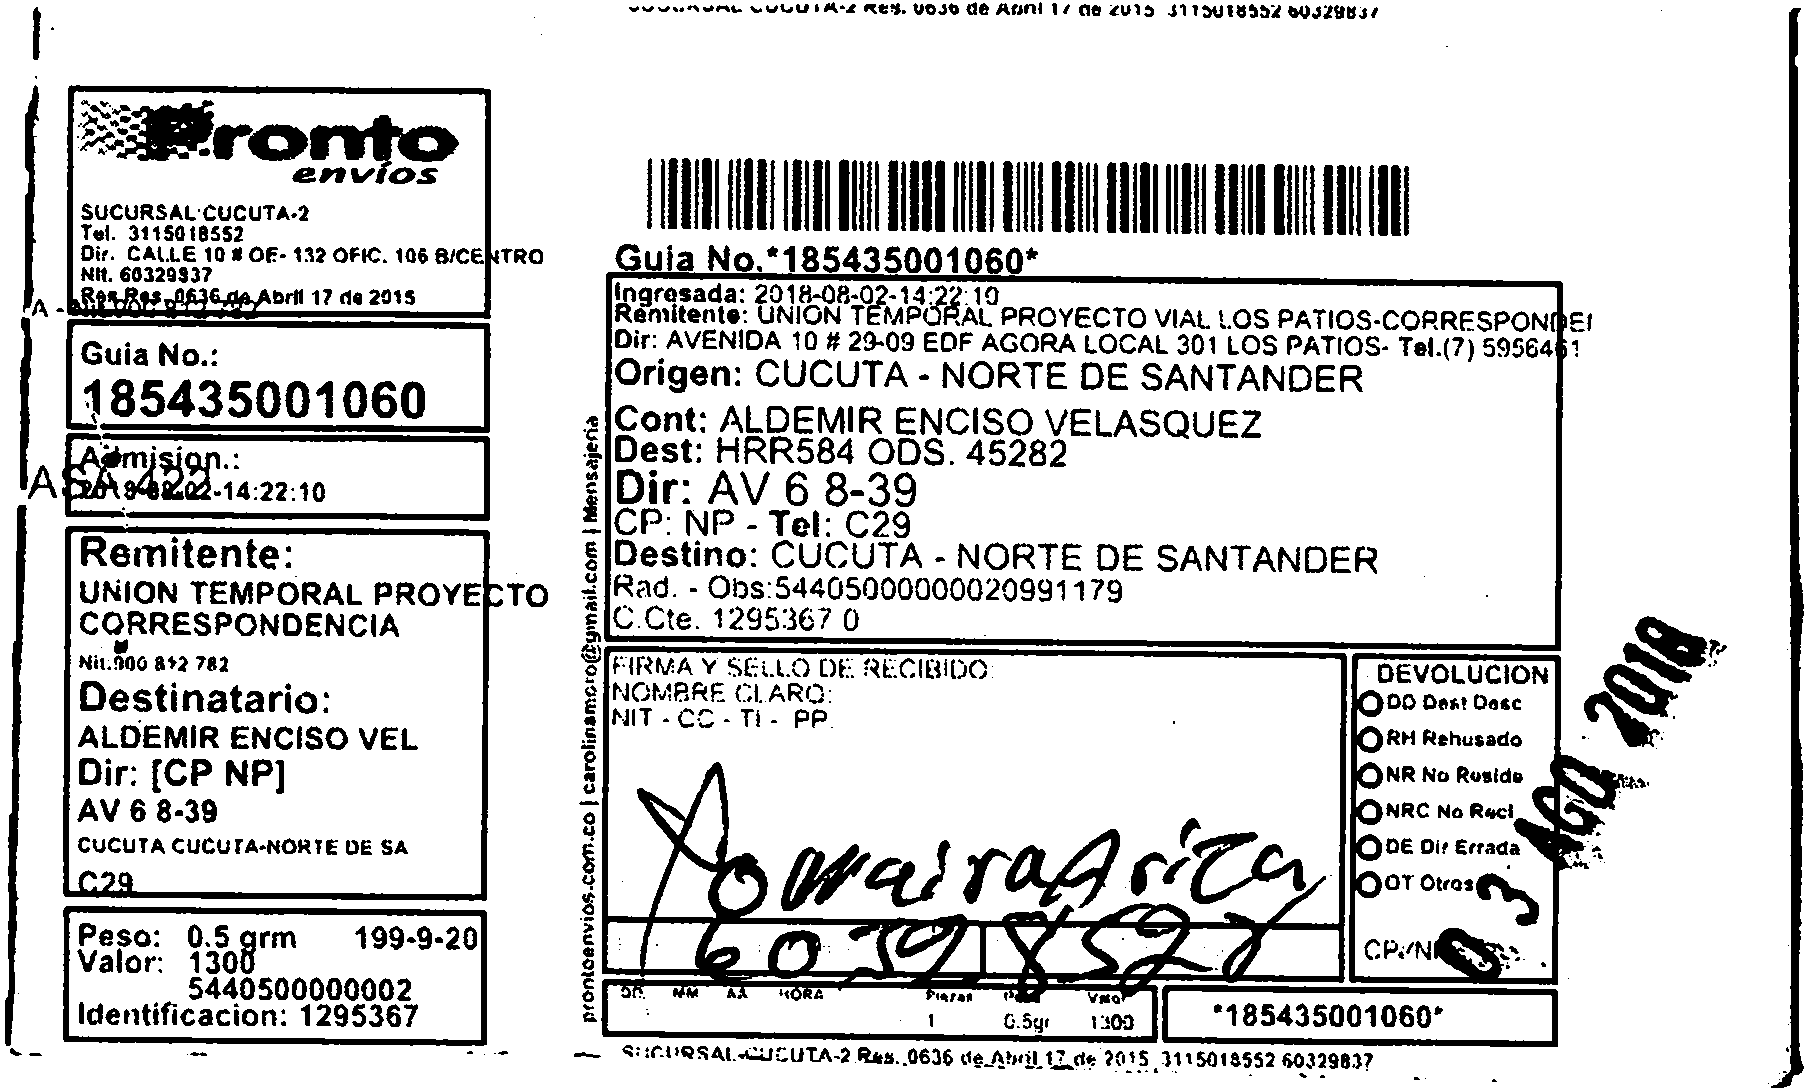 SUCURSAL CUCUTA-2 Res. 0636 de Abril 17 de 2015 3115018552 60329837
Pronto
envíos
SUCURSAL CUCUTA-2
Tel. 3115018552
Dir. CALLE 10 # OE- 132 OFIC. 106 B/CENTRO
Nit. 60329837
Res Res. 0636 de Abril 17 de 2015
Guia No.:
185435001060
Admision.:
2018-08-02-14:22:10
Remitente:
UNION TEMPORAL PROYECTO
CORRESPONDENCIA
Nit.900 812 782
Destinatario:
ALDEMIR ENCISO VEL
Dir: [CP NP]
AV 6 8-39
CUCUTA CUCUTA-NORTE DE SA
C29
Peso: 0.5 grm 199-9-20
Valor: 1300
5440500000002
Identificacion: 1295367
prontoenvios.com.co | carolinamoro@gmail.com | Mensajeria
Guia No.*185435001060*
Ingresada: 2018-08-02-14:22:10
Remitente: UNION TEMPORAL PROYECTO VIAL LOS PATIOS-CORRESPONDEI
Dir: AVENIDA 10 # 29-09 EDF AGORA LOCAL 301 LOS PATIOS- Tel.(7) 5956461
Origen: CUCUTA - NORTE DE SANTANDER
Cont: ALDEMIR ENCISO VELASQUEZ
Dest: HRR584 ODS. 45282
Dir: AV 6 8-39
CP: NP - Tel: C29
Destino: CUCUTA - NORTE DE SANTANDER
Rad. - Obs:54405000000020991179
C.Cte. 1295367 0
FIRMA Y SELLO DE RECIBIDO
NOMBRE CLARO:
NIT - CC - TI - PP.
DEVOLUCION
DD Dest Desc
RH Rehusado
NR No Reside
NRC No Recl
DE Dir Errada
OT Otros
03 AGO 2018
DD. MM AA HORA Piezas Peso Valor
1 0.5gr 1300
*185435001060*
SUCURSAL-CUCUTA-2 Res. 0636 de Abril 17 de 2015 3115018552 60329837